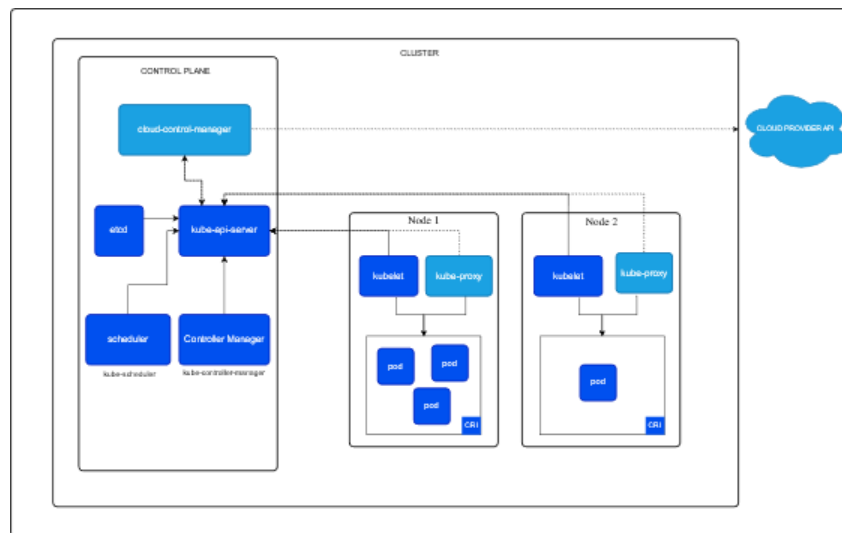 CLUSTER
CONTROL PLANE
cloud-control-manager
CLOUD PROVIDER API
etcd
kube-api-server
scheduler
kube-scheduler
Controller Manager
kube-controller-manager
Node 1
kubelet
kube-proxy
pod
pod
pod
CRI
Node 2
kubelet
kube-proxy
pod
CRI